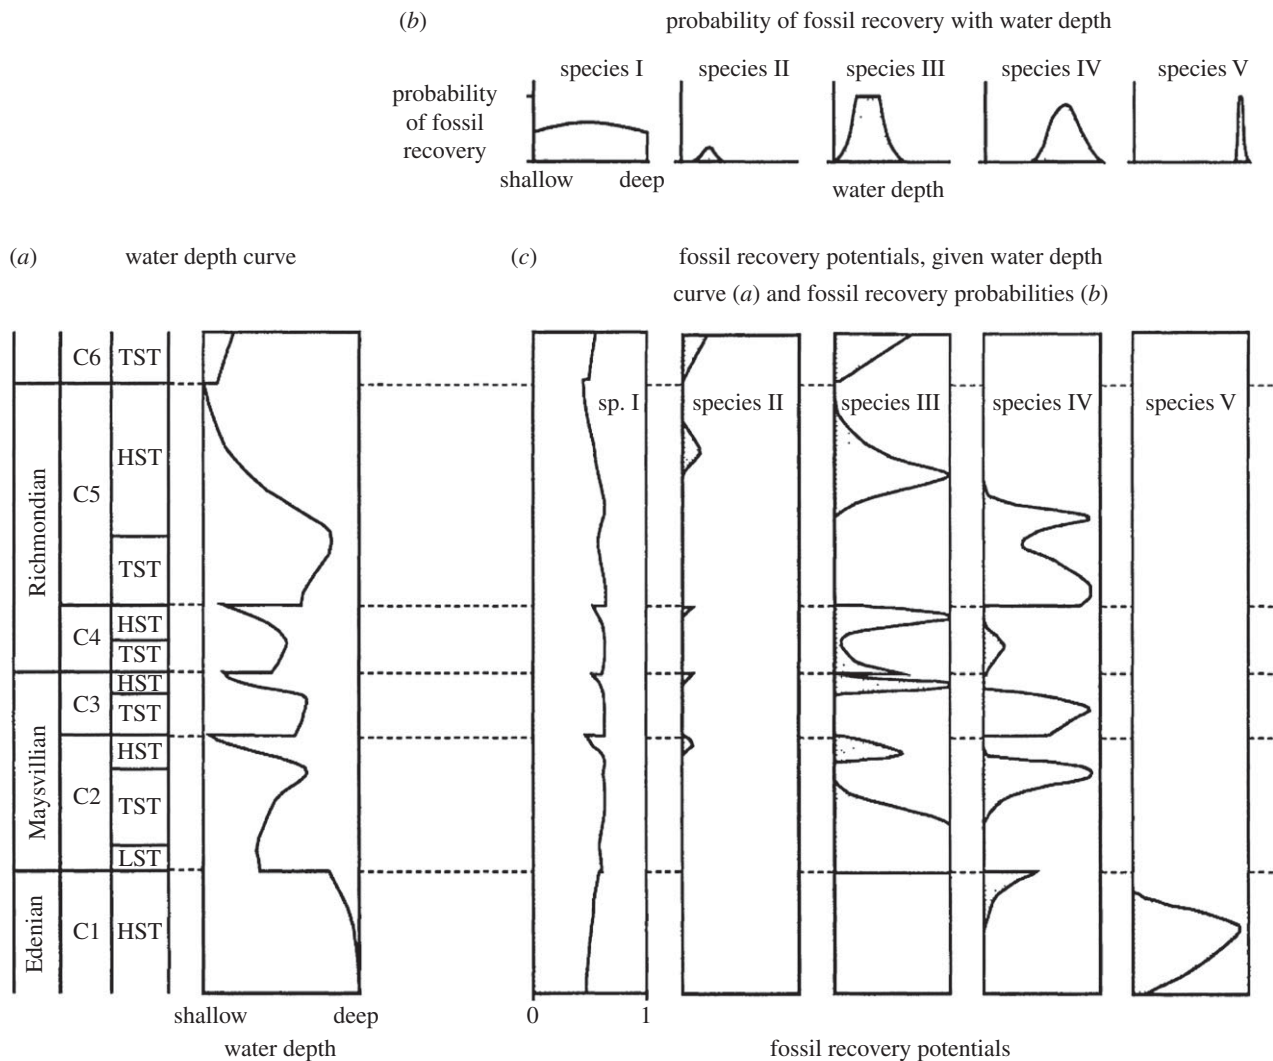 (b) probability of fossil recovery with water depth
species I species II species III species IV species V
probability
of fossil
recovery
shallow deep
water depth
(a) water depth curve
(c) fossil recovery potentials, given water depth
curve (a) and fossil recovery probabilities (b)
C6 TST
sp. I species II species III species IV species V
Richmondian
C5
HST
TST
C4
HST
TST
Maysvillian
C3
HST
TST
C2
HST
TST
LST
Edenian
C1 HST
shallow deep
water depth
0 1
fossil recovery potentials